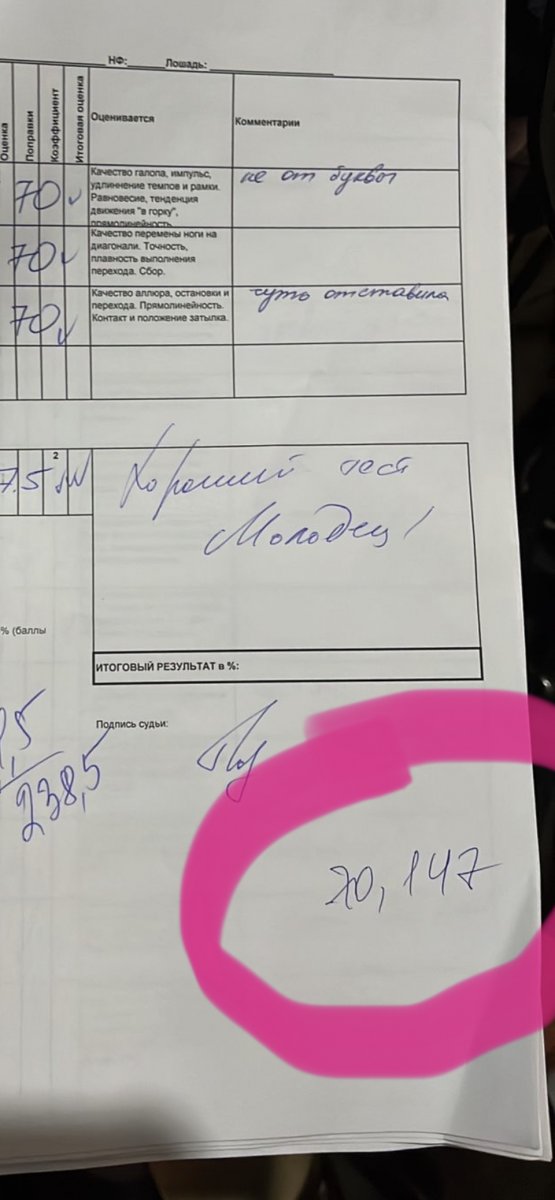 НФ: Лошадь:
Оценка Поправки Коэффициент Итоговая оценка Оценивается Комментарии
70 Качество галопа, импульс, не от буквы
удлиннение темпов и рамки.
Равновесие, тенденция
движения "в горку",
прямолинейность
70 Качество перемены ноги на
диагонали. Точность,
плавность выполнения
перехода. Сбор.
70 Качество аллюра, остановки и чуть отставила
перехода. Прямолинейность.
Контакт и положение затылка.
2
7.5 Хороший тест
Молодец!
% (баллы
ИТОГОВЫЙ РЕЗУЛЬТАТ в %:
Подпись судьи:
,5
238,5
70,147